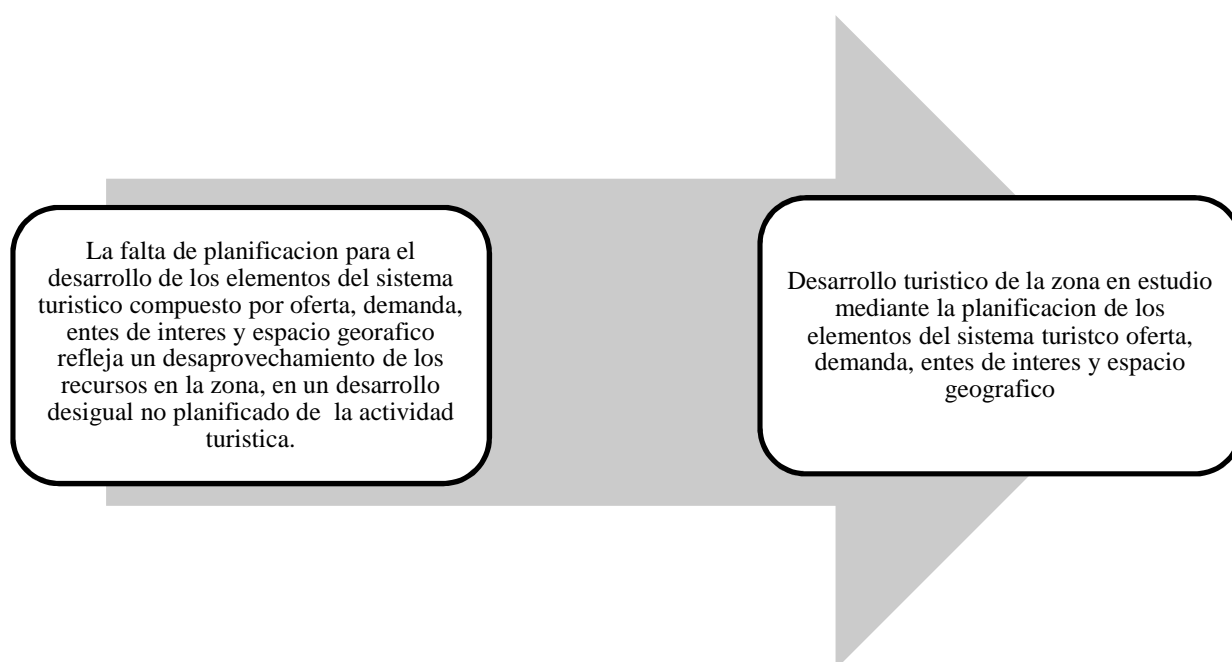 La falta de planificacion para el
desarrollo de los elementos del sistema
turistico compuesto por oferta, demanda,
entes de interes y espacio georafico
refleja un desaprovechamiento de los
recursos en la zona, en un desarrollo
desigual no planificado de  la actividad
turistica.
Desarrollo turistico de la zona en estudio
mediante la planificacion de los
elementos del sistema turistco oferta,
demanda, entes de interes y espacio
geografico